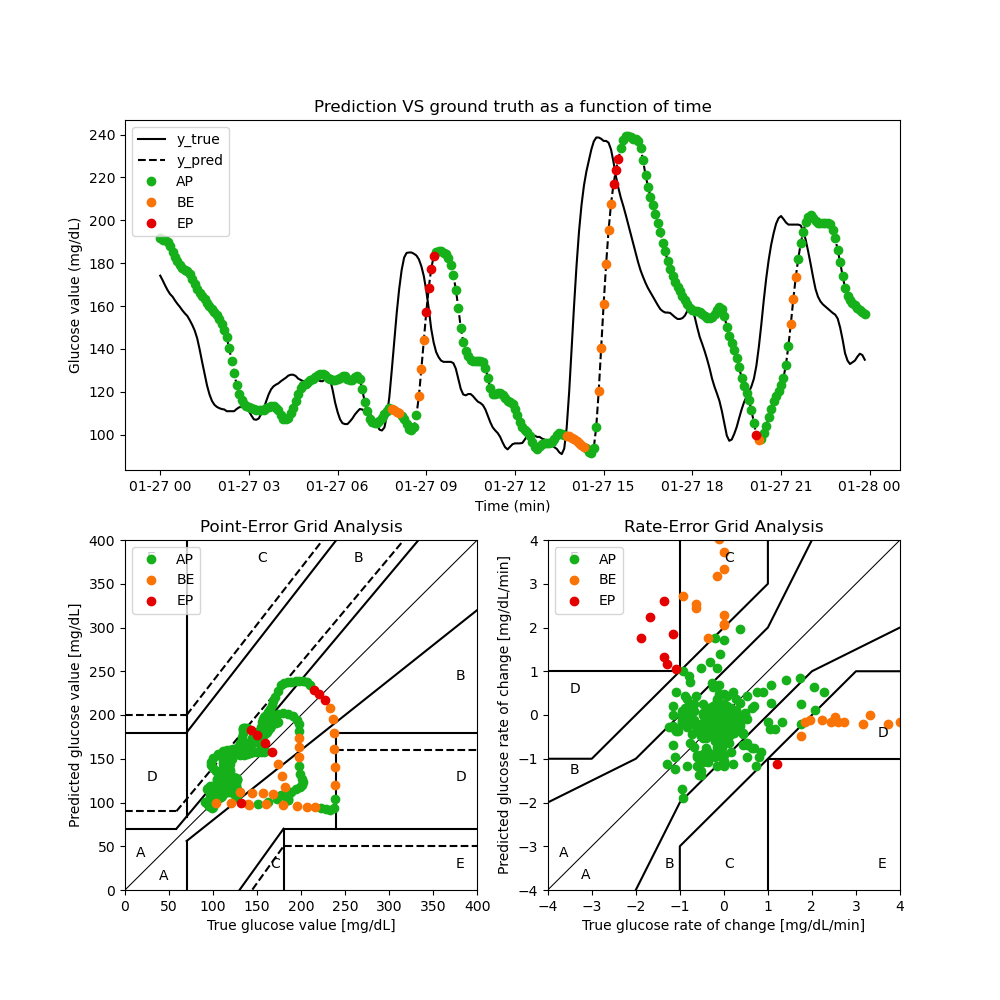 Prediction VS ground truth as a function of time
Glucose value (mg/dL)
240
220
200
180
160
140
120
100
y_true
y_pred
AP
BE
EP
01-27 00 01-27 03 01-27 06 01-27 09 01-27 12 01-27 15 01-27 18 01-27 21 01-28 00
Time (min)
Point-Error Grid Analysis
Predicted glucose value [mg/dL]
400
350
300
250
200
150
100
50
0
AP
BE
EP
C
B
B
D
D
A
A
C
E
0 50 100 150 200 250 300 350 400
True glucose value [mg/dL]
Rate-Error Grid Analysis
Predicted glucose rate of change [mg/dL/min]
4
3
2
1
0
−1
−2
−3
−4
AP
BE
EP
C
D
D
B
A
A
B
C
E
−4 −3 −2 −1 0 1 2 3 4
True glucose rate of change [mg/dL/min]